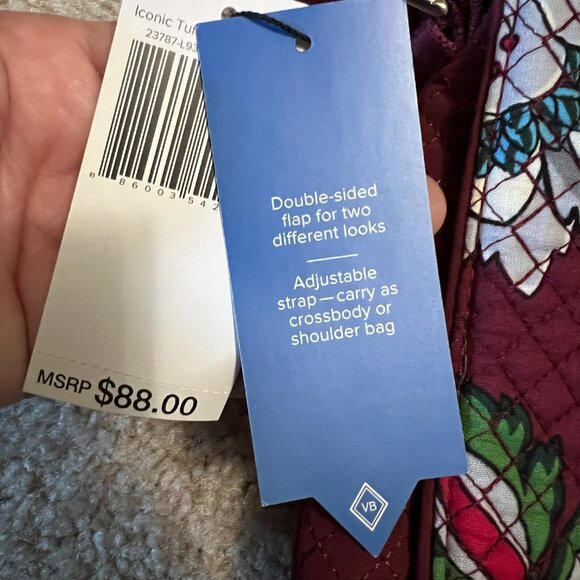 Iconic
23787-L93
8 86003 542
MSRP $88.00
Double-sided
flap for two
different looks
Adjustable
strap — carry as
crossbody or
shoulder bag
VB